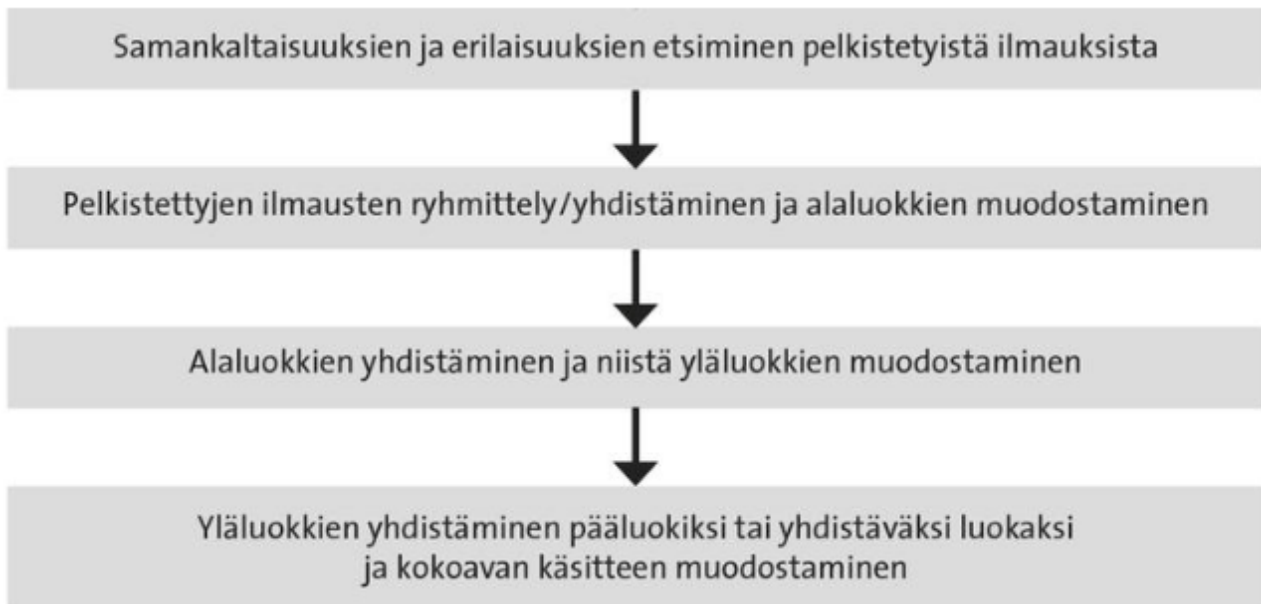 Samankaltaisuuksien ja erilaisuuksien etsiminen pelkistetyistä ilmauksista
Pelkistettyjen ilmausten ryhmittely/yhdistäminen ja alaluokkien muodostaminen
Alaluokkien yhdistäminen ja niistä yläluokkien muodostaminen
Yläluokkien yhdistäminen pääluokiksi tai yhdistäväksi luokaksi
ja kokoavan käsitteen muodostaminen